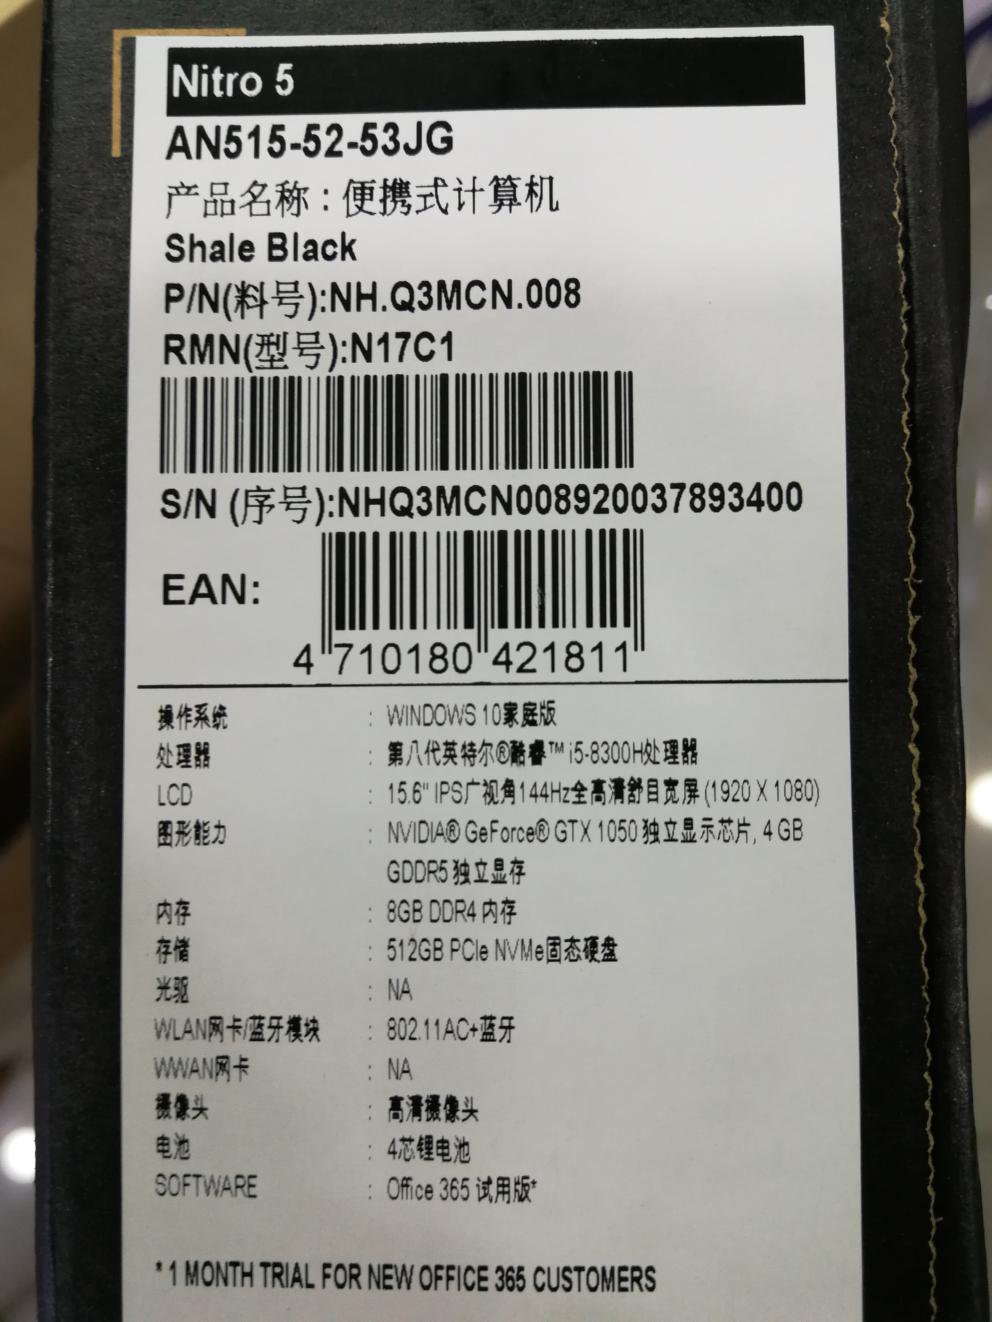 Nitro 5
AN515-52-53JG
产品名称：便携式计算机
Shale Black
P/N(料号):NH.Q3MCN.008
RMN(型号):N17C1
S/N (序号):NHQ3MCN008920037893400
EAN:
4 710180 421811
操作系统 : WINDOWS 10家庭版
处理器 : 第八代英特尔®酷睿™ i5-8300H处理器
LCD : 15.6" IPS广视角144Hz全高清舒目宽屏 (1920 X 1080)
图形能力 : NVIDIA® GeForce® GTX 1050 独立显示芯片, 4 GB
GDDR5 独立显存
内存 : 8GB DDR4 内存
存储 : 512GB PCIe NVMe固态硬盘
光驱 : NA
WLAN网卡/蓝牙模块 : 802.11AC+蓝牙
WWAN网卡 : NA
摄像头 : 高清摄像头
电池 : 4芯锂电池
SOFTWARE : Office 365 试用版*
* 1 MONTH TRIAL FOR NEW OFFICE 365 CUSTOMERS